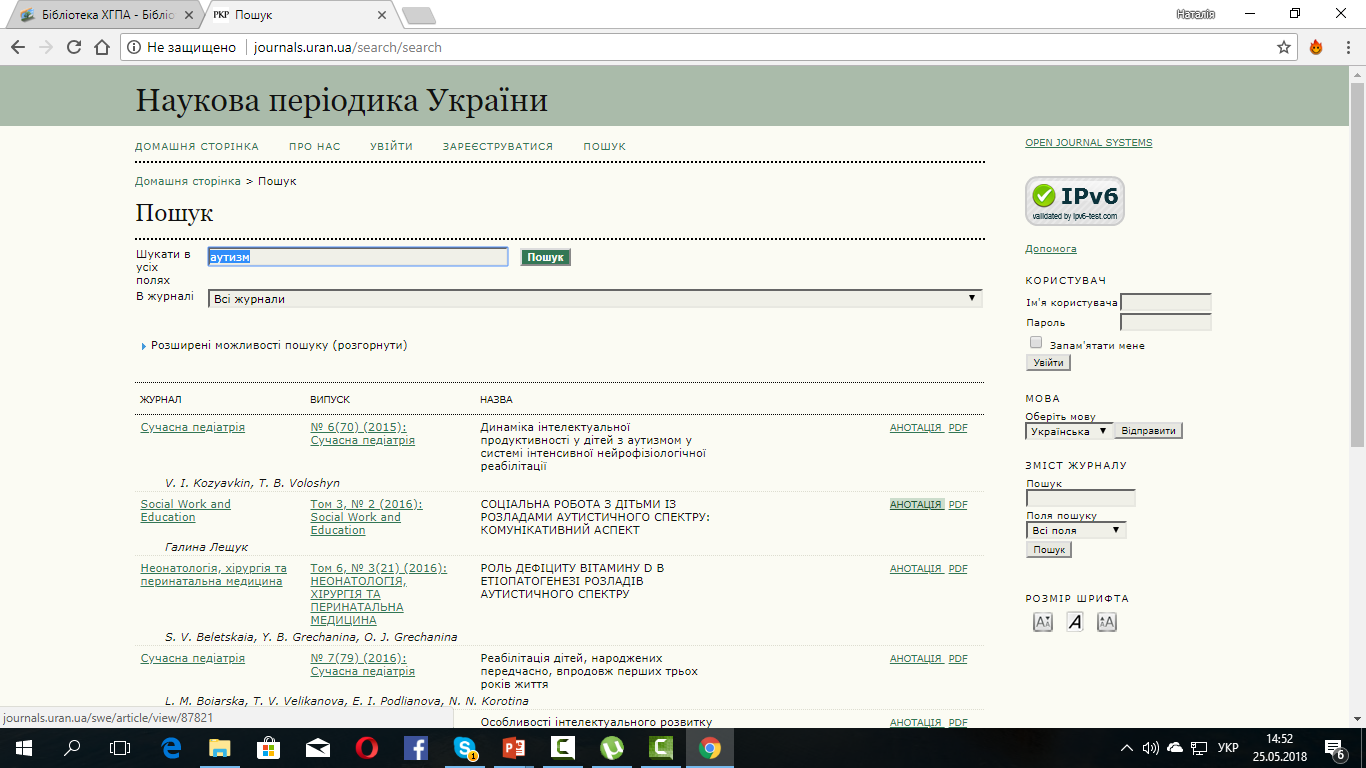 Бібліотека ХГПА - Бібліо
PKP Пошук
Наталія
Не защищено journals.uran.ua/search/search
Наукова періодика України
ДОМАШНЯ СТОРІНКА ПРО НАС УВІЙТИ ЗАРЕЄСТРУВАТИСЯ ПОШУК
Домашня сторінка > Пошук
Пошук
Шукати в
усіх
полях
аутизм Пошук
В журналі Всі журнали
Розширені можливості пошуку (розгорнути)
ЖУРНАЛ ВИПУСК НАЗВА
Сучасна педіатрія
№ 6(70) (2015):
Сучасна педіатрія
Динаміка інтелектуальної
продуктивності у дітей з аутизмом у
системі інтенсивної нейрофізіологічної
реабілітації
АНОТАЦІЯ PDF
V. I. Kozyavkin, T. B. Voloshyn
Social Work and
Education
Том 3, № 2 (2016):
Social Work and
Education
СОЦІАЛЬНА РОБОТА З ДІТЬМИ ІЗ
РОЗЛАДАМИ АУТИСТИЧНОГО СПЕКТРУ:
КОМУНІКАТИВНИЙ АСПЕКТ
АНОТАЦІЯ PDF
Галина Лещук
Неонатологія, хірургія та
перинатальна медицина
Том 6, № 3(21) (2016):
НЕОНАТОЛОГІЯ,
ХІРУРГІЯ ТА
ПЕРИНАТАЛЬНА
МЕДИЦИНА
РОЛЬ ДЕФІЦИТУ ВІТАМИНУ D В
ЕТІОПАТОГЕНЕЗІ РОЗЛАДІВ
АУТИСТИЧНОГО СПЕКТРУ
АНОТАЦІЯ PDF
S. V. Beletskaia, Y. B. Grechanina, O. J. Grechanina
Сучасна педіатрія
№ 7(79) (2016):
Сучасна педіатрія
Реабілітація дітей, народжених
передчасно, впродовж перших трьох
років життя
АНОТАЦІЯ PDF
L. M. Boiarska, T. V. Velikanova, E. I. Podlianova, N. N. Korotina
Особливості інтелектуального розвитку
АНОТАЦІЯ PDF
OPEN JOURNAL SYSTEMS
IPv6
validated by ipv6-test.com
Допомога
КОРИСТУВАЧ
Ім'я користувача
Пароль
Запам'ятати мене
Увійти
МОВА
Оберіть мову
Українська Відправити
ЗМІСТ ЖУРНАЛУ
Пошук
Поля пошуку
Всі поля
Пошук
РОЗМІР ШРИФТА
journals.uran.ua/swe/article/view/87821
УКР
14:52
25.05.2018
6